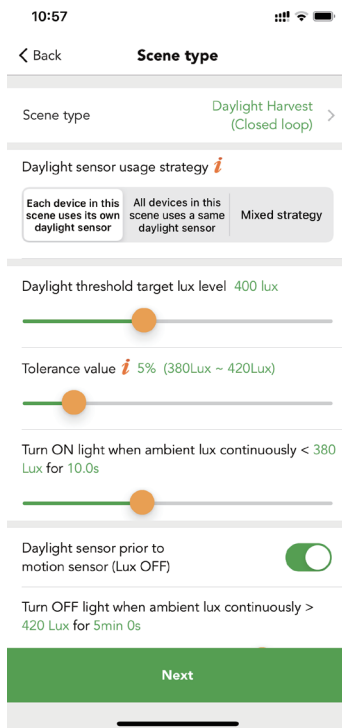 10:57
Back
Scene type
Scene type
Daylight Harvest
(Closed loop)
Daylight sensor usage strategy i
Each device in this
scene uses its own
daylight sensor
All devices in this
scene uses a same
daylight sensor
Mixed strategy
Daylight threshold target lux level 400 lux
Tolerance value i 5% (380Lux ~ 420Lux)
Turn ON light when ambient lux continuously < 380
Lux for 10.0s
Daylight sensor prior to
motion sensor (Lux OFF)
Turn OFF light when ambient lux continuously >
420 Lux for 5min 0s
Next